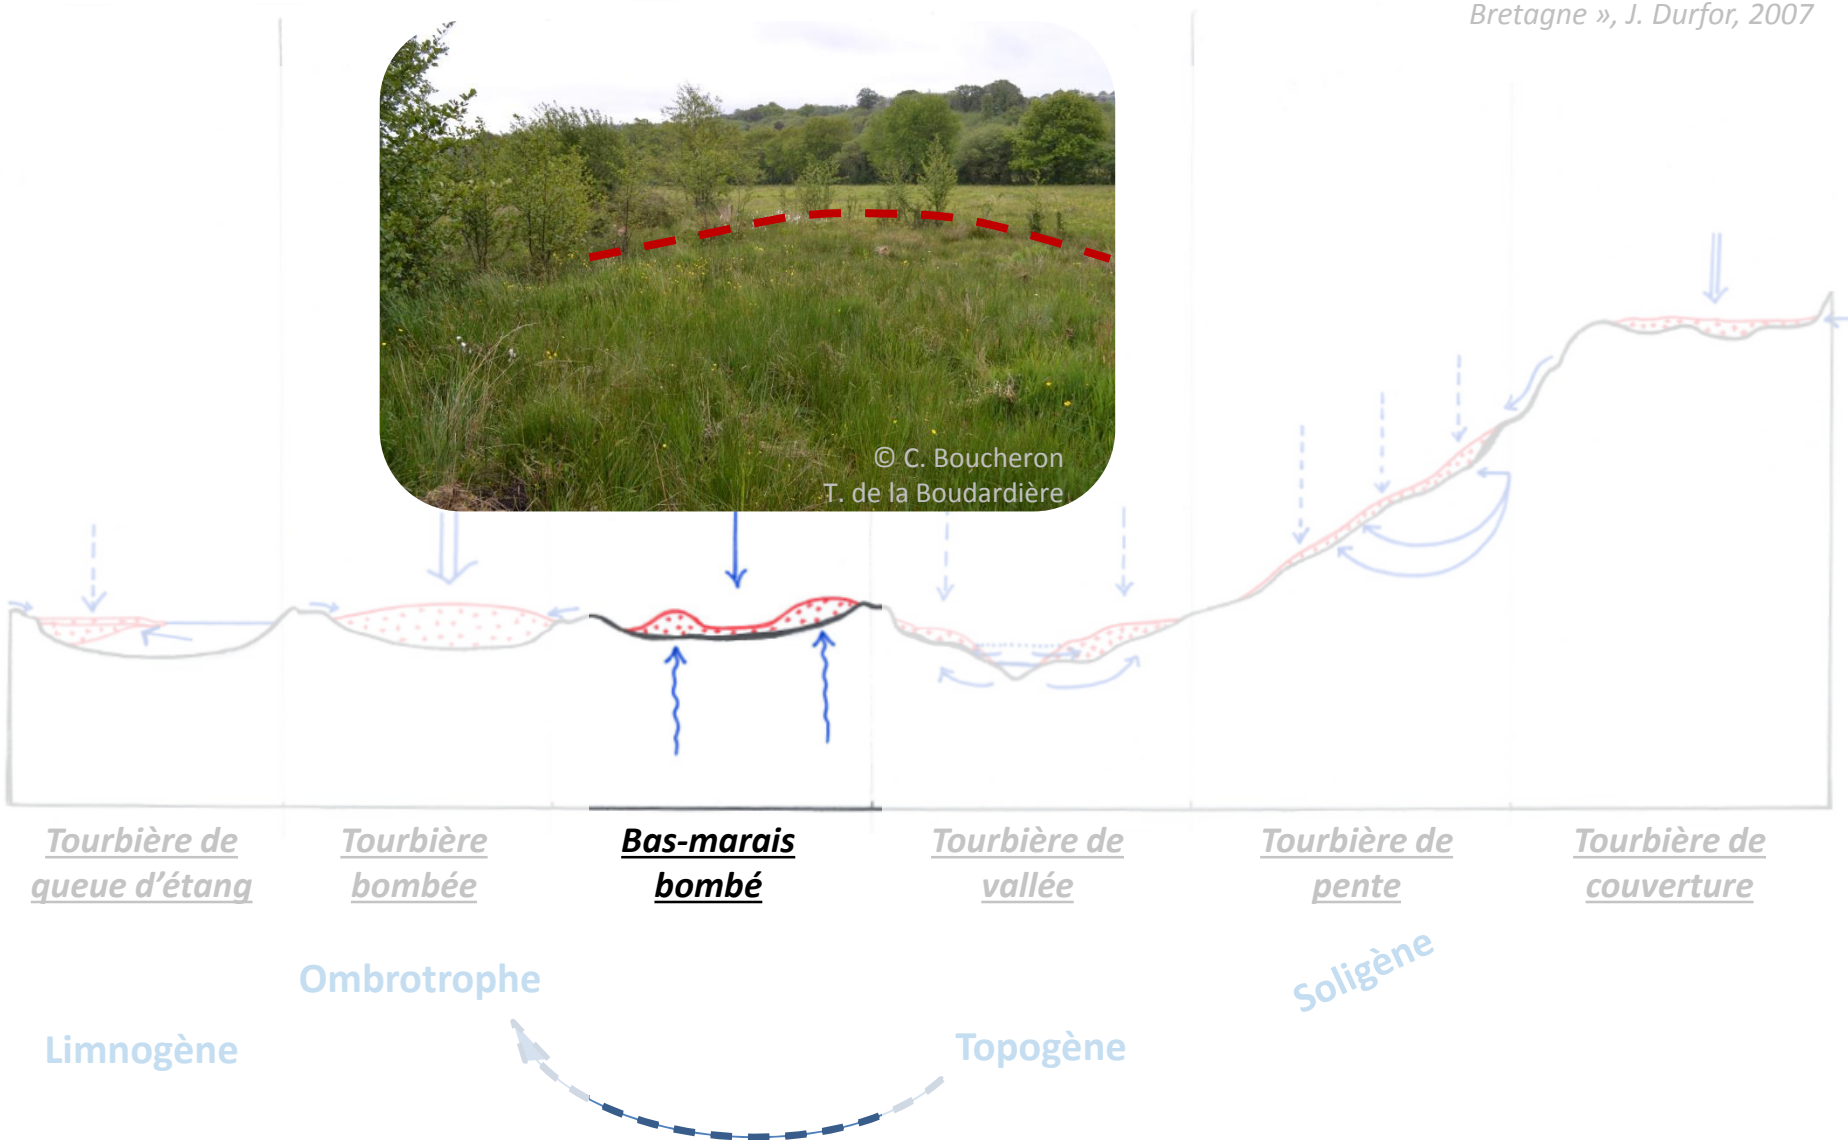 Bretagne », J. Durfor, 2007
© C. Boucheron
T. de la Boudardière
Tourbière de
queue d’étang
Tourbière
bombée
Bas-marais
bombé
Tourbière de
vallée
Tourbière de
pente
Tourbière de
couverture
Ombrotrophe
Soligène
Limnogène
Topogène